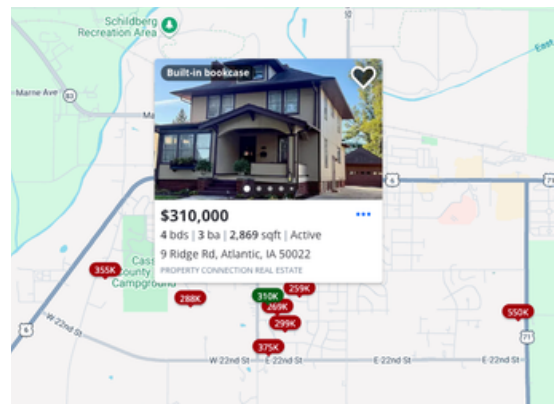 Schildberg
Recreation Area
Marne Ave
83
Ma
East
Built-in bookcase
6
71
$310,000
4 bds | 3 ba | 2,869 sqft | Active
9 Ridge Rd, Atlantic, IA 50022
PROPERTY CONNECTION REAL ESTATE
Cass
County
Campground
355K
288K
310K
259K
269K
299K
550K
375K
6
71
W 22nd St
E 22nd St
E 22nd St
E 22nd St